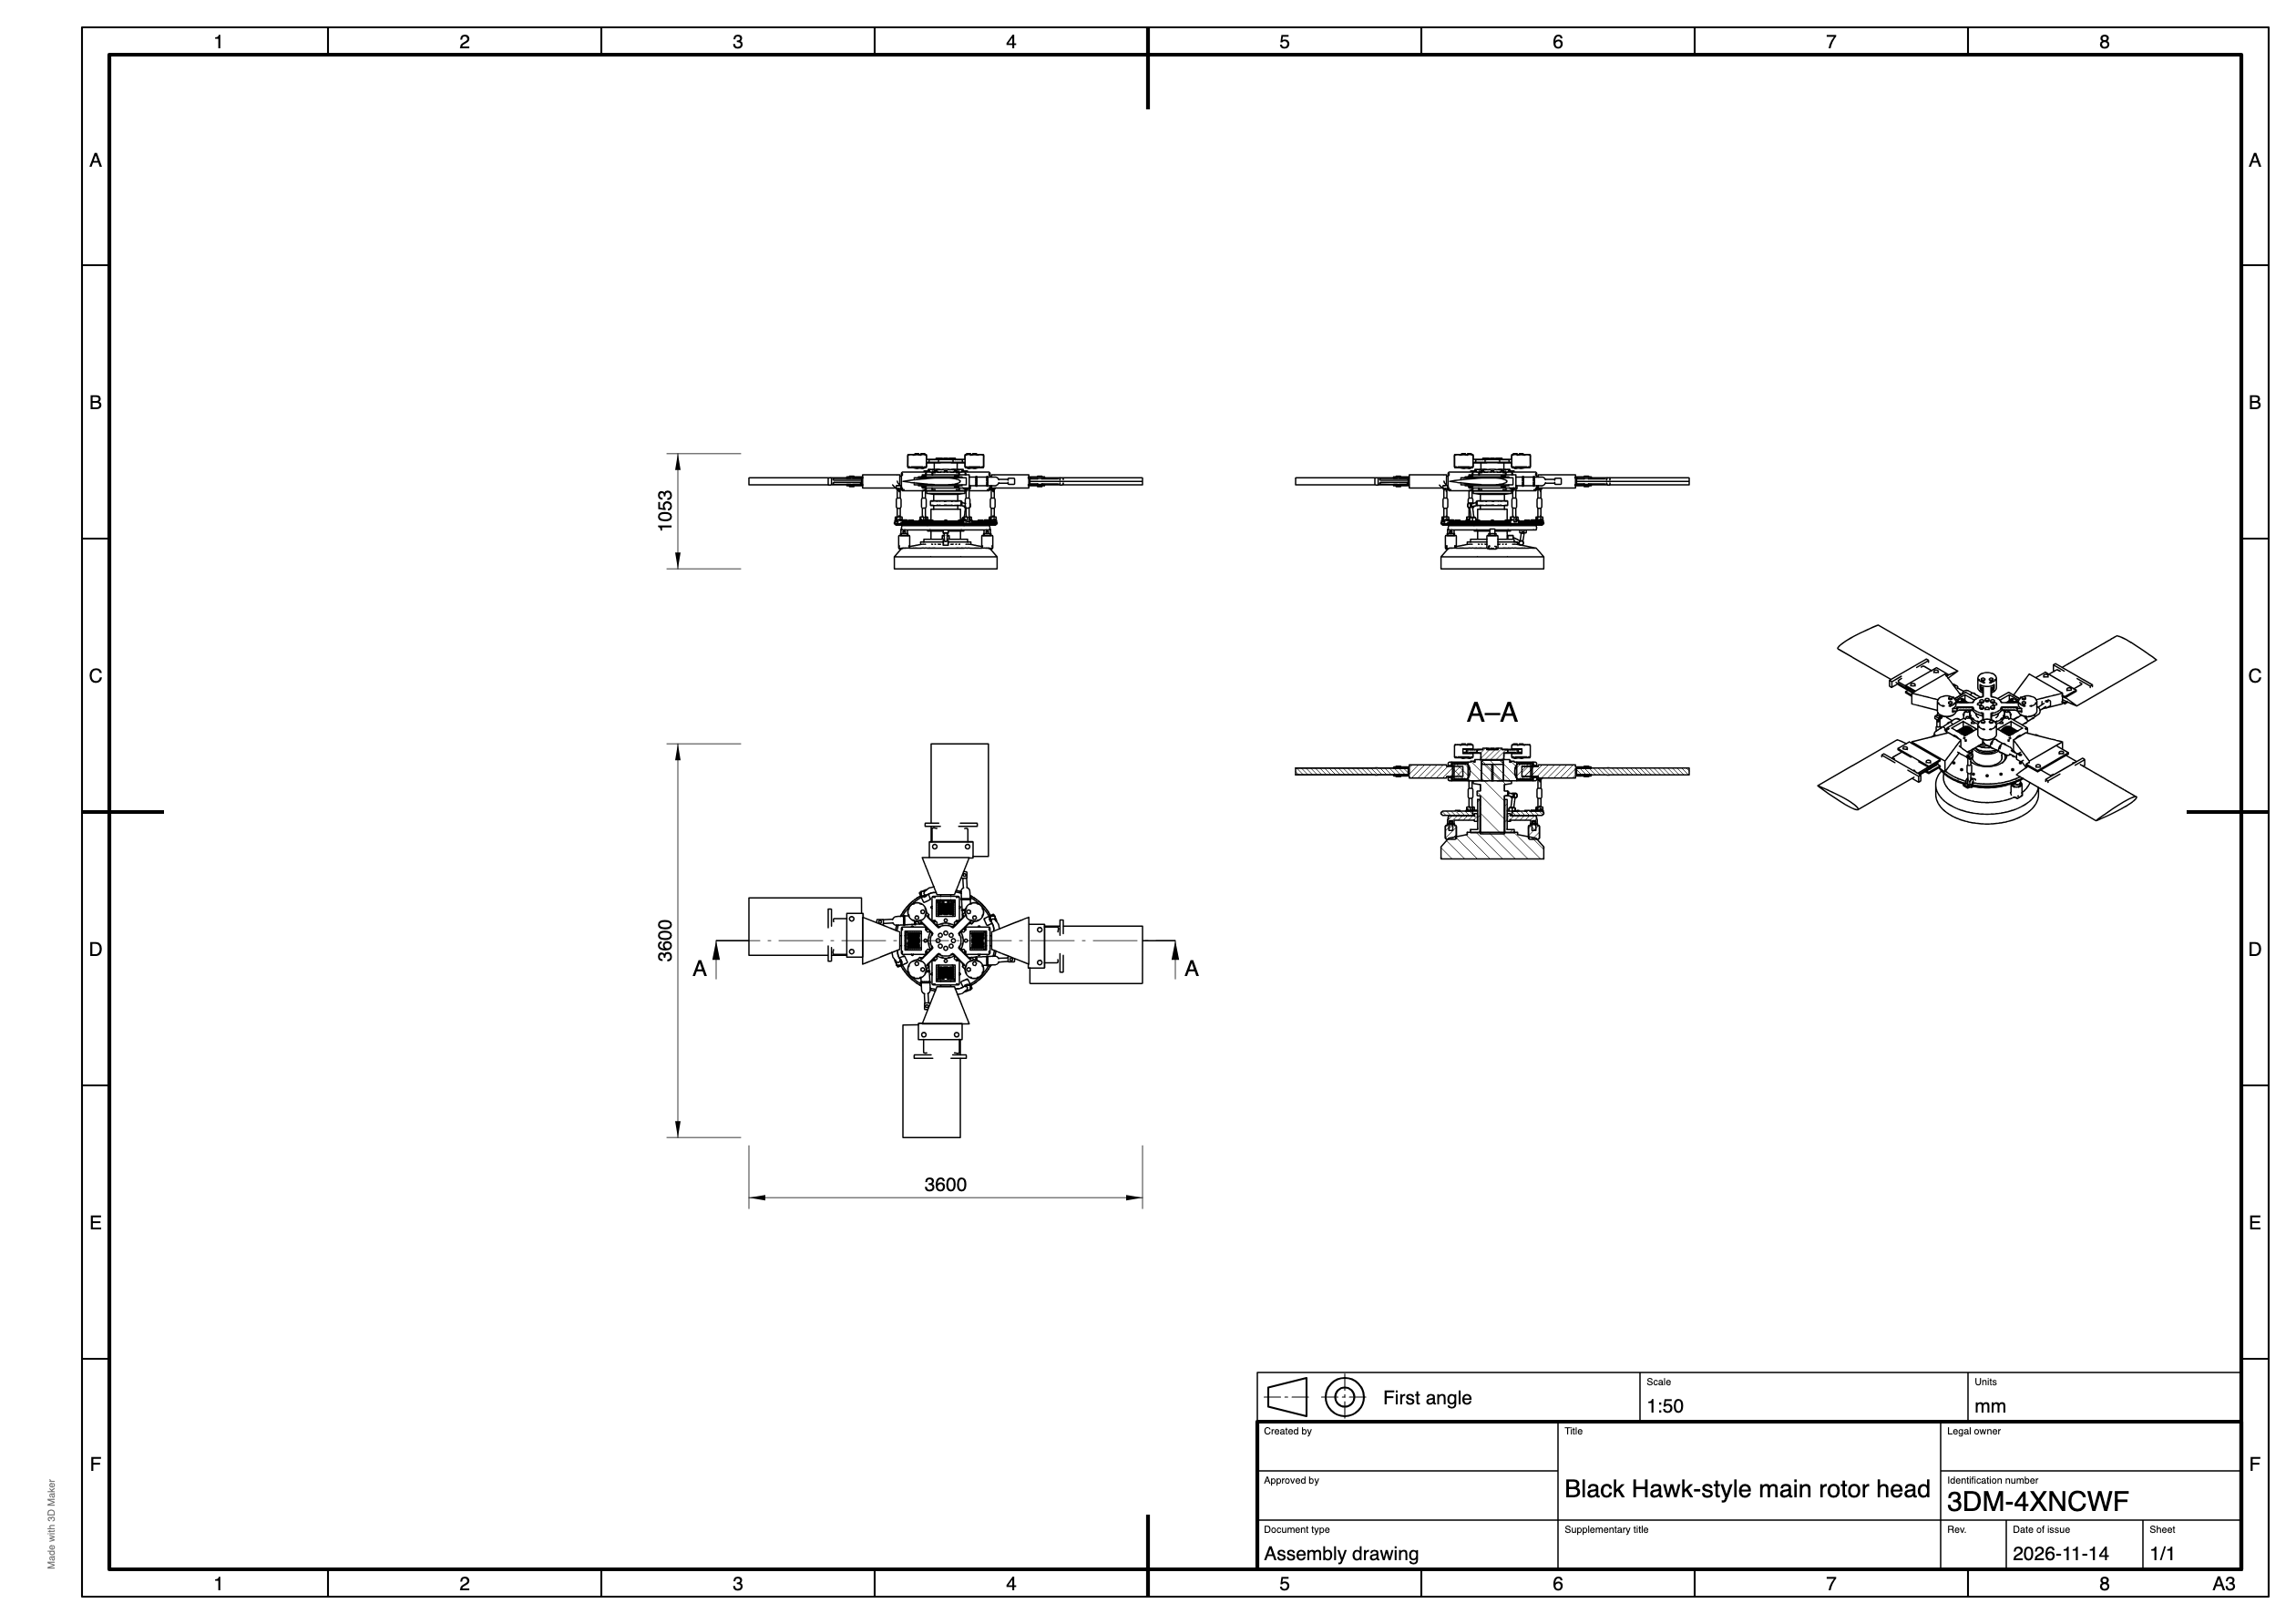 1 2 3 4 5 6 7 8
A A
B B
1053
C C
A–A
3600
D D
A A
3600
E E
First angle
Scale
1:50
Units
mm
Created by
Title
Legal owner
F F
Approved by
Black Hawk-style main rotor head
Identification number
3DM-4XNCWF
Document type
Supplementary title
Rev.
Date of issue
Sheet
Assembly drawing
2026-11-14
1/1
1 2 3 4 5 6 7 8 A3
Made with 3D Maker